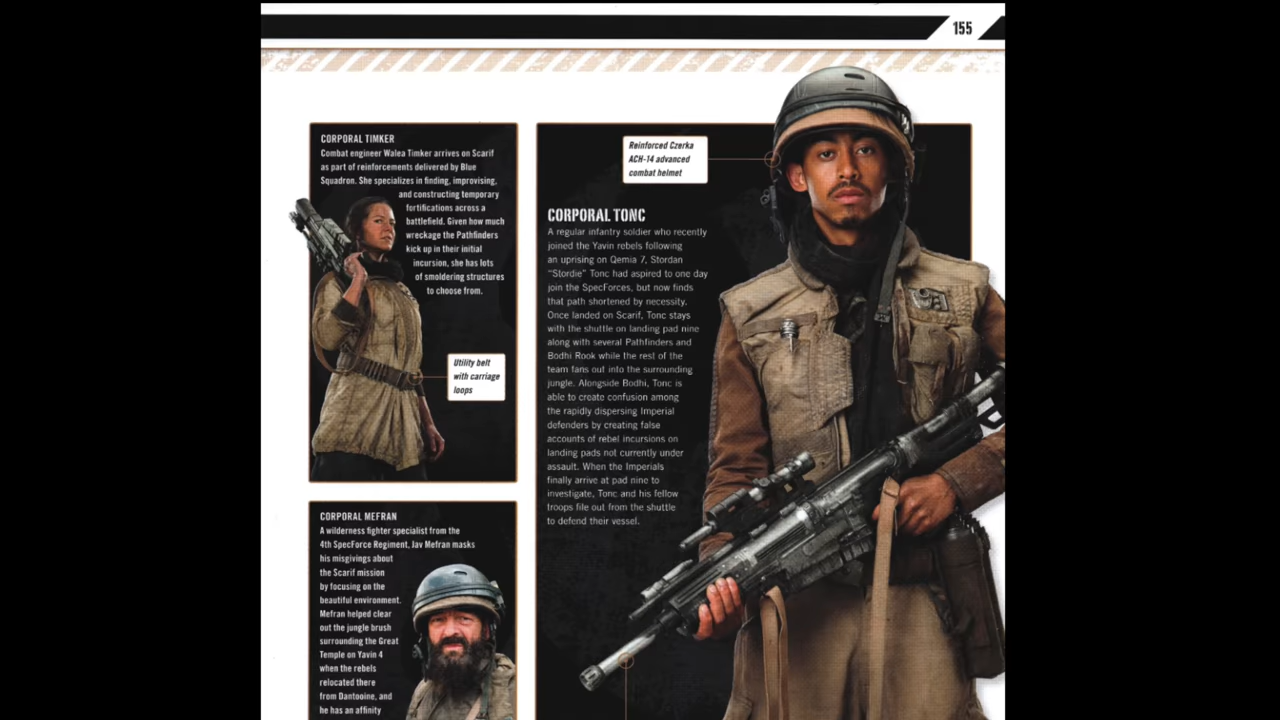 155
CORPORAL TIMKER
Combat engineer Walea Timker arrives on Scarif
as part of reinforcements delivered by Blue
Squadron. She specializes in finding, improvising,
and constructing temporary
fortifications across a
battlefield. Given how much
wreckage the Pathfinders
kick up in their initial
incursion, she has lots
of smoldering structures
to choose from.
Utility belt
with carriage
loops
CORPORAL MEFRAN
A wilderness fighter specialist from the
4th SpecForce Regiment, Jav Mefran masks
his misgivings about
the Scarif mission
by focusing on the
beautiful environment.
Mefran helped clear
out the jungle brush
surrounding the Great
Temple on Yavin 4
when the rebels
relocated there
from Dantooine, and
he has an affinity
Reinforced Czerka
ACH-14 advanced
combat helmet
CORPORAL TONC
A regular infantry soldier who recently
joined the Yavin rebels following
an uprising on Qemia 7, Stordan
"Stordie" Tonc had aspired to one day
join the SpecForces, but now finds
that path shortened by necessity.
Once landed on Scarif, Tonc stays
with the shuttle on landing pad nine
along with several Pathfinders and
Bodhi Rook while the rest of the
team fans out into the surrounding
jungle. Alongside Bodhi, Tonc is
able to create confusion among
the rapidly dispersing Imperial
defenders by creating false
accounts of rebel incursions on
landing pads not currently under
assault. When the Imperials
finally arrive at pad nine to
investigate, Tonc and his fellow
troops file out from the shuttle
to defend their vessel.